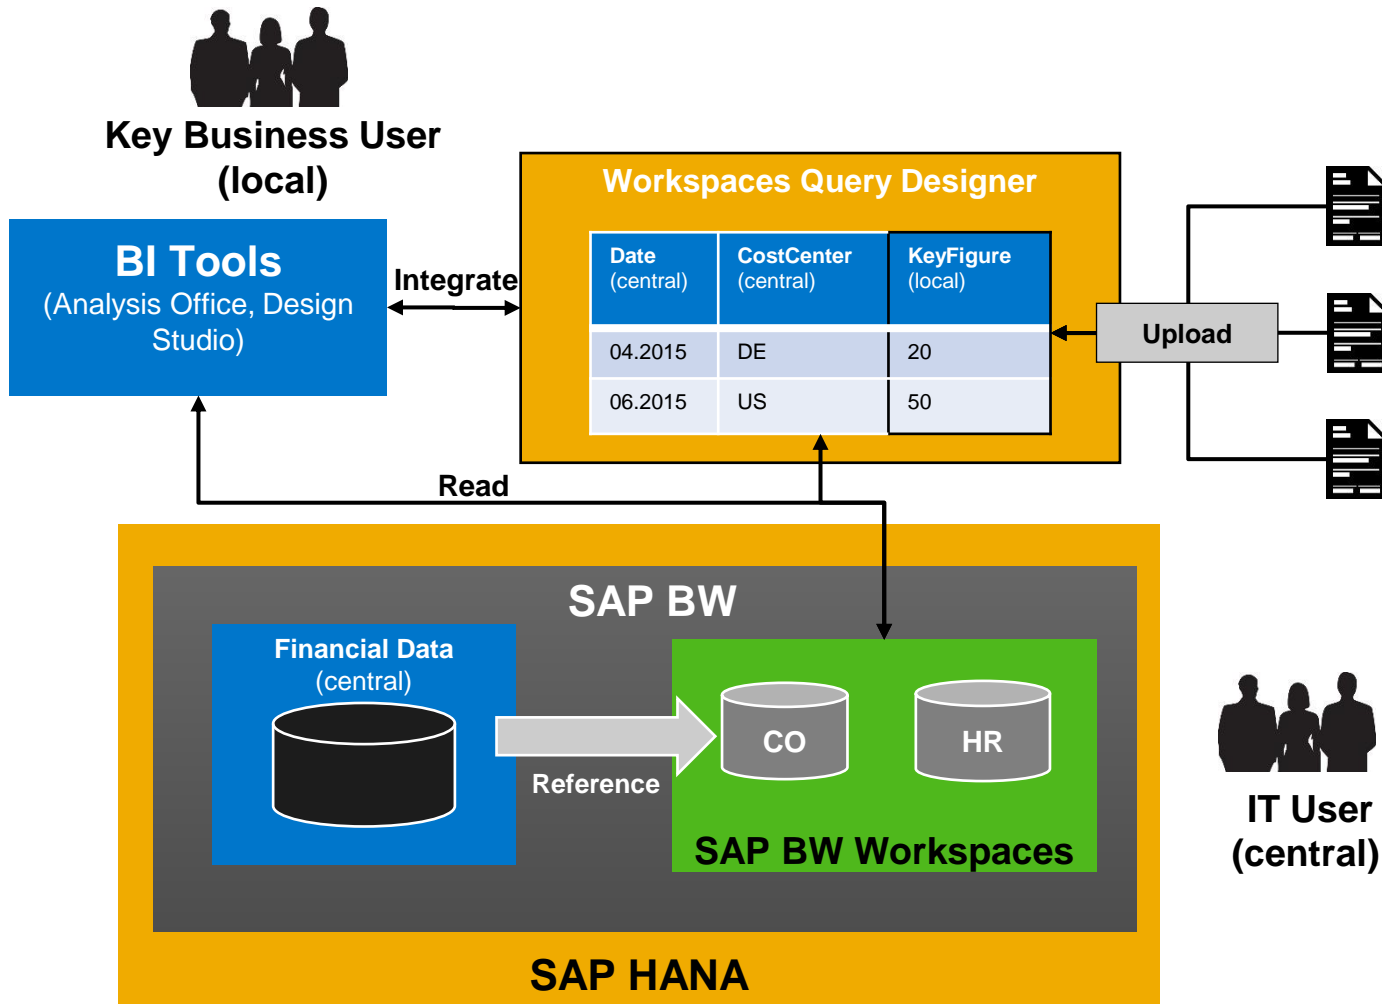 Key Business User
(local)
Workspaces Query Designer
BI Tools
(Analysis Office, Design
Studio)
Integrate
Date
(central)
CostCenter
(central)
KeyFigure
(local)
04.2015
DE
20
06.2015
US
50
Upload
Read
SAP BW
Financial Data
(central)
Reference
CO
HR
SAP BW Workspaces
IT User
(central)
SAP HANA